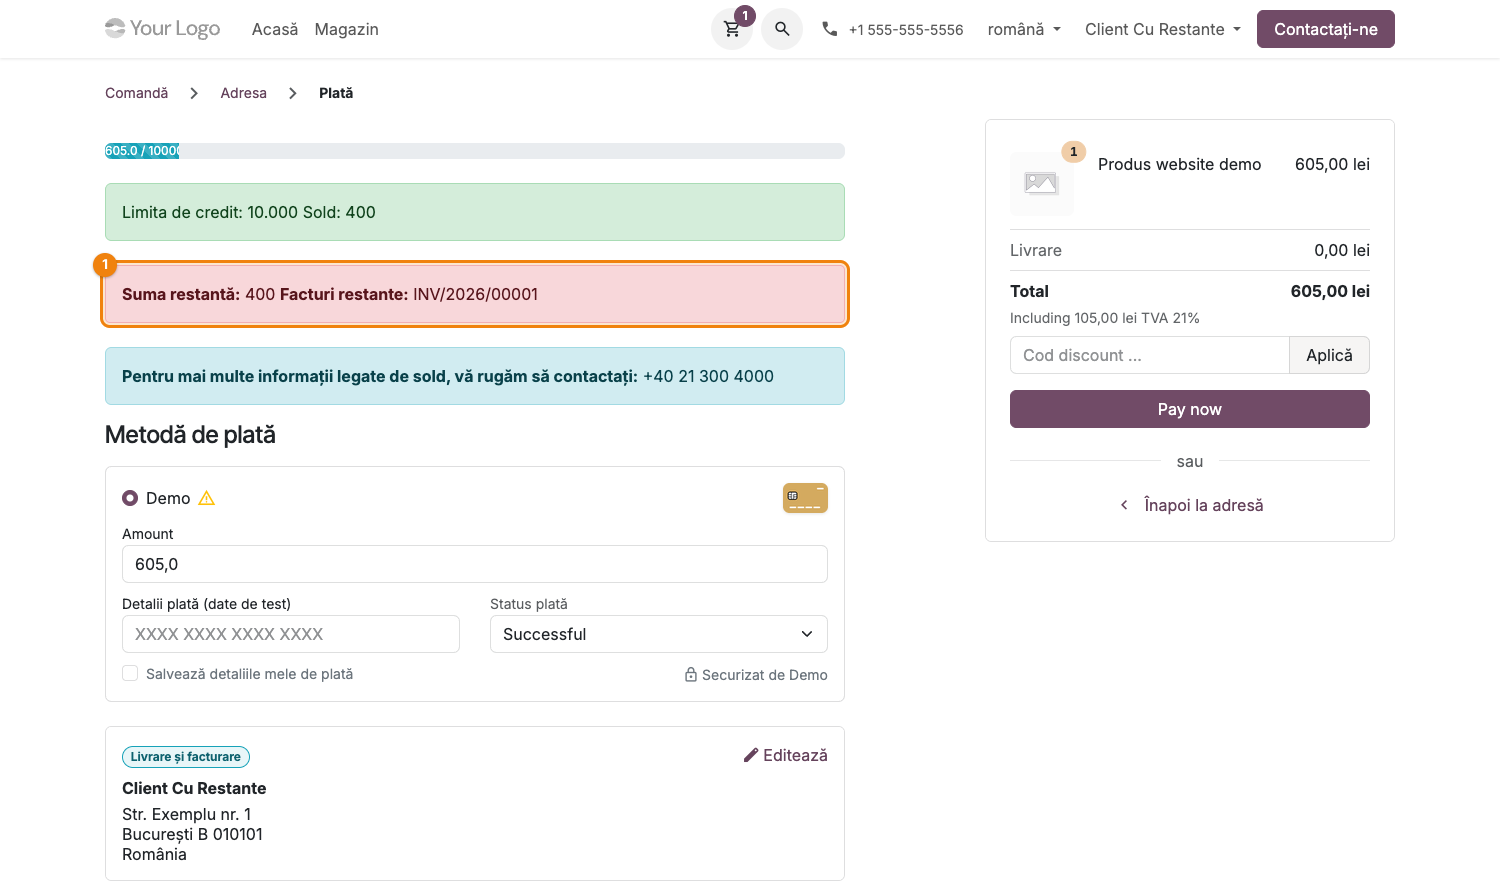 Your Logo
Acasă
Magazin
1
+1 555-555-5556
română
Client Cu Restante
Contactați-ne
Comandă
Adresa
Plată
605.0 / 1000
Limita de credit: 10.000 Sold: 400
1
Suma restantă: 400 Facturi restante: INV/2026/00001
Pentru mai multe informații legate de sold, vă rugăm să contactați: +40 21 300 4000
Metodă de plată
Demo
Amount
605,0
Detalii plată (date de test)
Status plată
XXXX XXXX XXXX XXXX
Successful
Salvează detaliile mele de plată
Securizat de Demo
Livrare și facturare
Editează
Client Cu Restante
Str. Exemplu nr. 1
București B 010101
România
1
Produs website demo
605,00 lei
Livrare
0,00 lei
Total
605,00 lei
Including 105,00 lei TVA 21%
Cod discount ...
Aplică
Pay now
sau
Înapoi la adresă